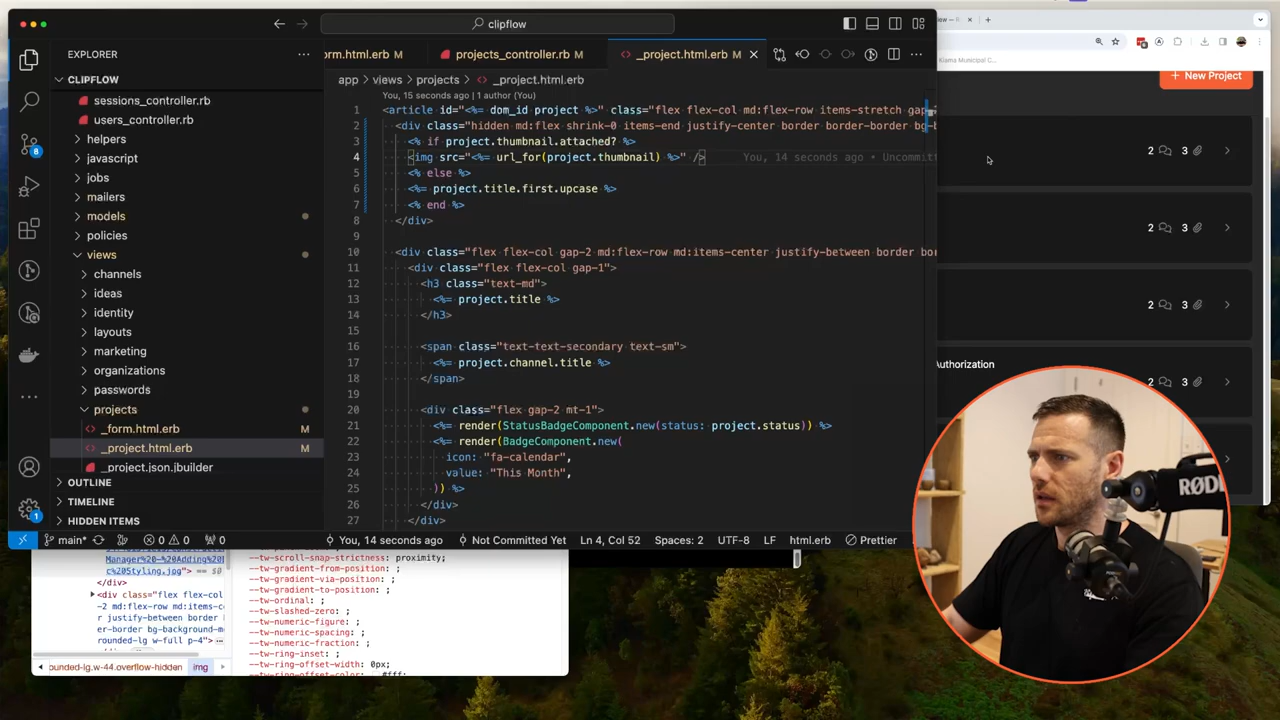 clipflow
EXPLORER
CLIPFLOW
sessions_controller.rb
users_controller.rb
helpers
javascript
jobs
mailers
models
policies
views
channels
ideas
identity
layouts
marketing
organizations
passwords
projects
_form.html.erb M
_project.html.erb M
_project.json.jbuilder
OUTLINE
TIMELINE
HIDDEN ITEMS
8
1
orm.html.erb M
projects_controller.rb M
_project.html.erb M
app > views > projects > _project.html.erb
You, 15 seconds ago | 1 author (You)
1 <article id="<%= dom_id project %>" class="flex flex-col md:flex-row items-stretch gap
2 <div class="hidden md:flex shrink-0 items-end justify-center border border-border bg-b
3 <% if project.thumbnail.attached? %>
4 <img src="<%= url_for(project.thumbnail) %>" /> You, 14 seconds ago • Uncommitt
5 <% else %>
6 <%= project.title.first.upcase %>
7 <% end %>
8 </div>
9
10 <div class="flex flex-col gap-2 md:flex-row md:items-center justify-between border bor
11 <div class="flex flex-col gap-1">
12 <h3 class="text-md">
13 <%= project.title %>
14 </h3>
15
16 <span class="text-text-secondary text-sm">
17 <%= project.channel.title %>
18 </span>
19
20 <div class="flex gap-2 mt-1">
21 <%= render(StatusBadgeComponent.new(status: project.status)) %>
22 <%= render(BadgeComponent.new(
23 icon: "fa-calendar",
24 value: "This Month",
25 )) %>
26 </div>
27 </div>
main* 0 0 0 You, 14 seconds ago Not Committed Yet Ln 4, Col 52 Spaces: 2 UTF-8 LF html.erb Prettier
Kiama Municipal C...
+ New Project
2 3
2 3
2 3
Authorization
2 3
Manager%20-%20Adding%20
c%20Styling.jpg"> == $0
</div>
<div class="flex flex-col
-2 md:flex-row md:items-c
r justify-between border
er-border bg-background-m
rounded-lg w-full p-4">
ounded-lg.w-44.overflow-hidden img
--tw-scroll-snap-strictness: proximity;
--tw-gradient-from-position: ;
--tw-gradient-via-position: ;
--tw-gradient-to-position: ;
--tw-ordinal: ;
--tw-slashed-zero: ;
--tw-numeric-figure: ;
--tw-numeric-spacing: ;
--tw-numeric-fraction: ;
--tw-ring-inset: ;
--tw-ring-offset-width: 0px;
--tw-ring-offset-color: #fff;
RØDE